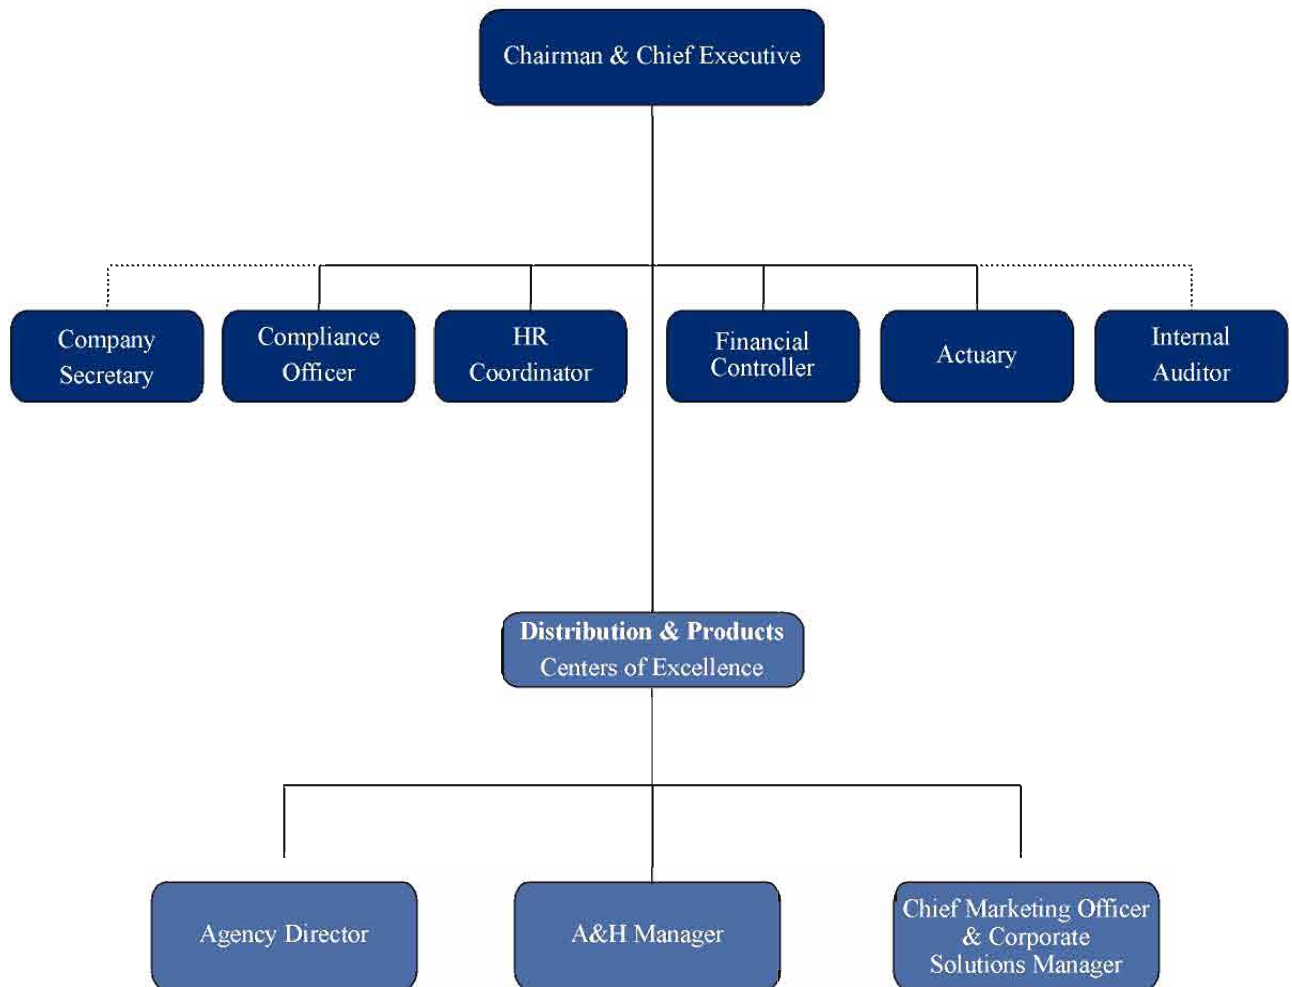 Chairman & Chief Executive
Company
Secretary
Compliance
Officer
HR
Coordinator
Financial
Controller
Actuary
Internal
Auditor
Distribution & Products
Centers of Excellence
Agency Director
A&H Manager
Chief Marketing Officer
& Corporate
Solutions Manager